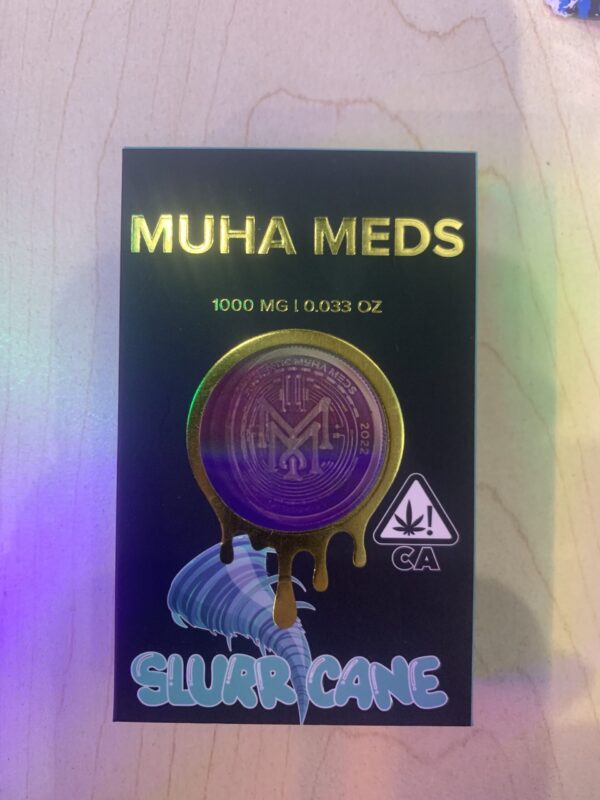 MUHA MEDS
1000 MG | 0.033 OZ
MUHA MEDS
2022
M
CA
SLURRICANE